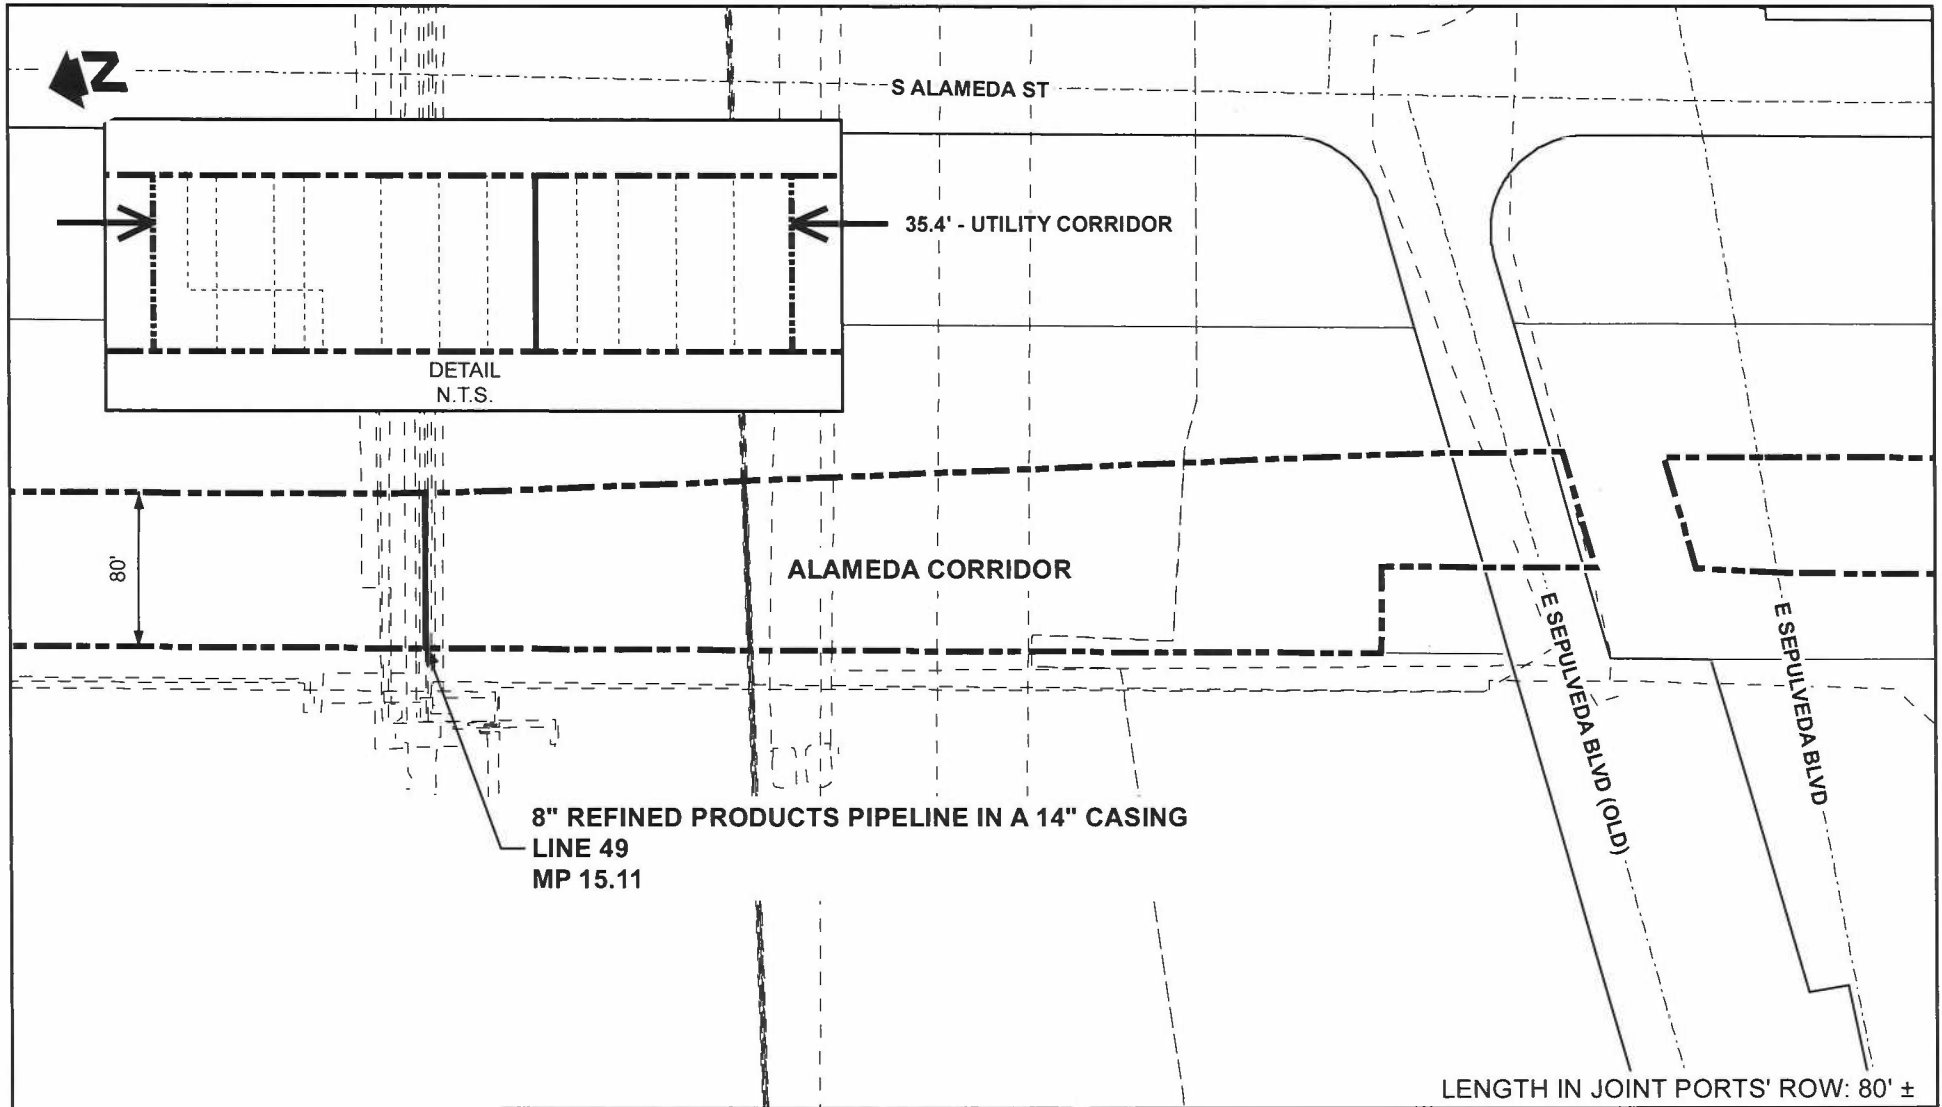 N
S ALAMEDA ST
35.4' - UTILITY CORRIDOR
DETAIL
N.T.S.
80'
ALAMEDA CORRIDOR
E SEPULVEDA BLVD (OLD)
E SEPULVEDA BLVD
8" REFINED PRODUCTS PIPELINE IN A 14" CASING
LINE 49
MP 15.11
LENGTH IN JOINT PORTS' ROW: 80' ±